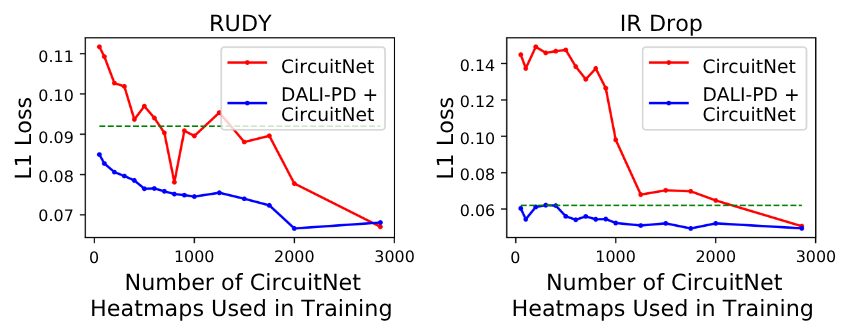 RUDY
CircuitNet
DALI-PD +
CircuitNet
L1 Loss
0.11
0.10
0.09
0.08
0.07
0
1000
2000
3000
Number of CircuitNet
Heatmaps Used in Training
IR Drop
CircuitNet
DALI-PD +
CircuitNet
L1 Loss
0.14
0.12
0.10
0.08
0.06
0
1000
2000
3000
Number of CircuitNet
Heatmaps Used in Training